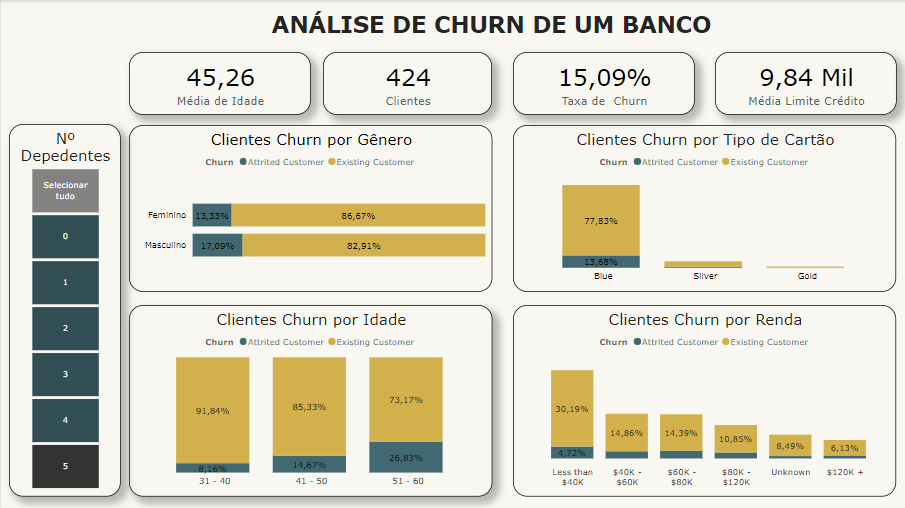 ANÁLISE DE CHURN DE UM BANCO
45,26
Média de Idade
424
Clientes
15,09%
Taxa de Churn
9,84 Mil
Média Limite Crédito
Nº
Depedentes
Selecionar
tudo
0
1
2
3
4
5
Clientes Churn por Gênero
Churn Attrited Customer Existing Customer
Feminino 13,33% 86,67%
Masculino 17,09% 82,91%
Clientes Churn por Tipo de Cartão
Churn Attrited Customer Existing Customer
77,83%
13,68%
Blue Silver Gold
Clientes Churn por Idade
Churn Attrited Customer Existing Customer
91,84% 85,33% 73,17%
8,16% 14,67% 26,83%
31 - 40 41 - 50 51 - 60
Clientes Churn por Renda
Churn Attrited Customer Existing Customer
30,19% 14,86% 14,39% 10,85% 8,49% 6,13%
4,72%
Less than $40K - $60K - $80K - Unknown $120K +
$40K $60K $80K $120K